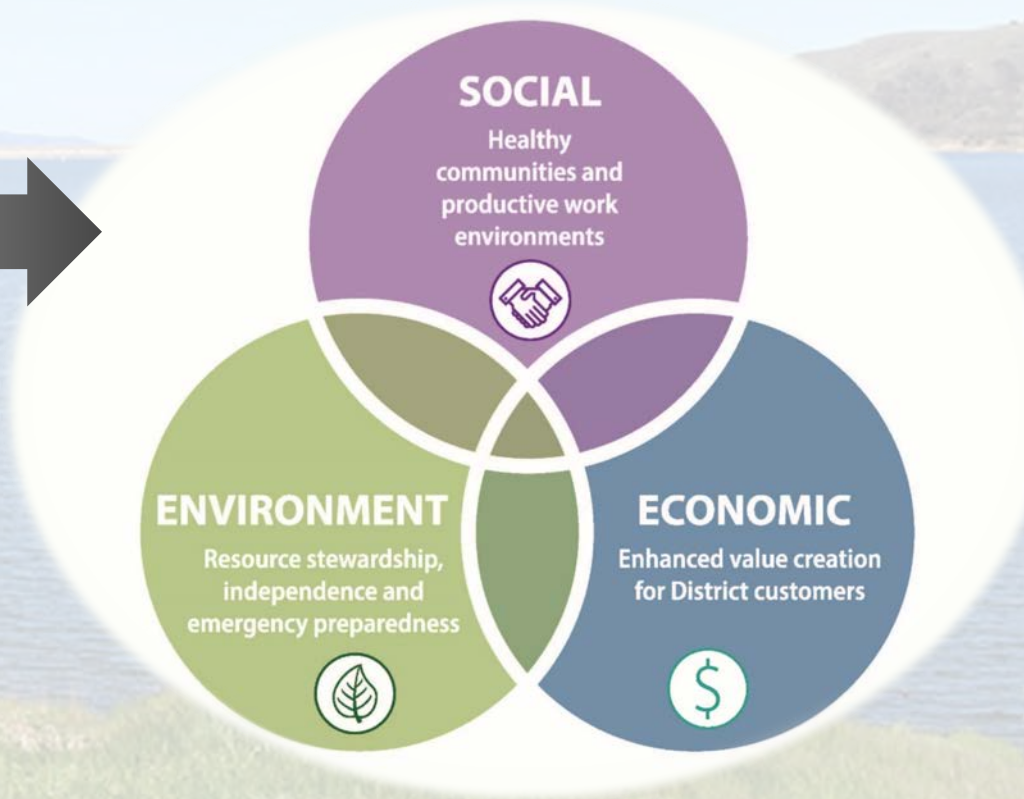 SOCIAL
Healthy
communities and
productive work
environments
ENVIRONMENT
Resource stewardship,
independence and
emergency preparedness
ECONOMIC
Enhanced value creation
for District customers
$